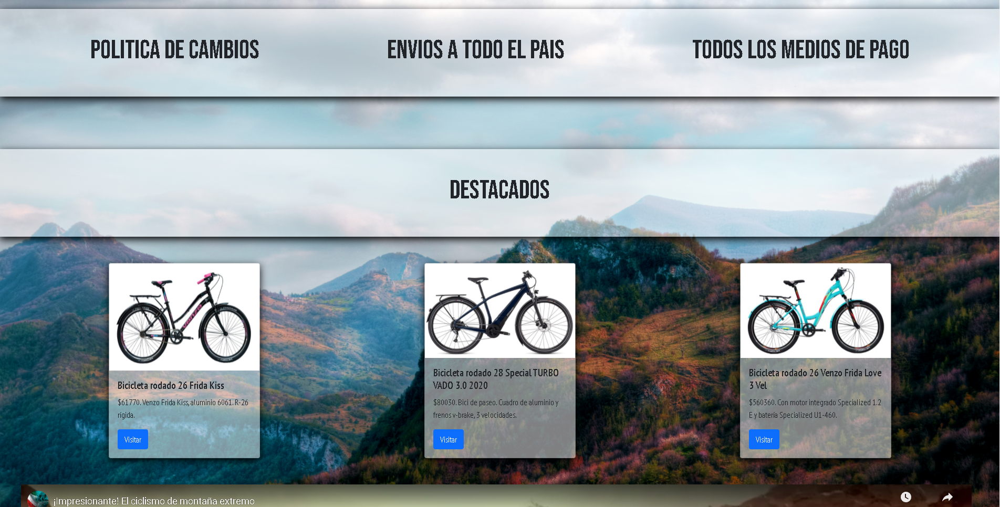 POLITICA DE CAMBIOS
ENVIOS A TODO EL PAIS
TODOS LOS MEDIOS DE PAGO
DESTACADOS
venzo
Bicicleta rodado 26 Frida Kiss
$61770. Venzo Frida Kiss, aluminio 6061. R-26
rígida.
Visitar
Bicicleta rodado 28 Special TURBO
VADO 3.0 2020
$80030. Bici de paseo. Cuadro de aluminio y
frenos v-brake, 3 velocidades.
Visitar
Bicicleta rodado 26 Venzo Frida Love
3 Vel
$560360. Con motor integrado Specialized 1.2
E y batería Specialized U1-460.
Visitar
¡Impresionante! El ciclismo de montaña extremo